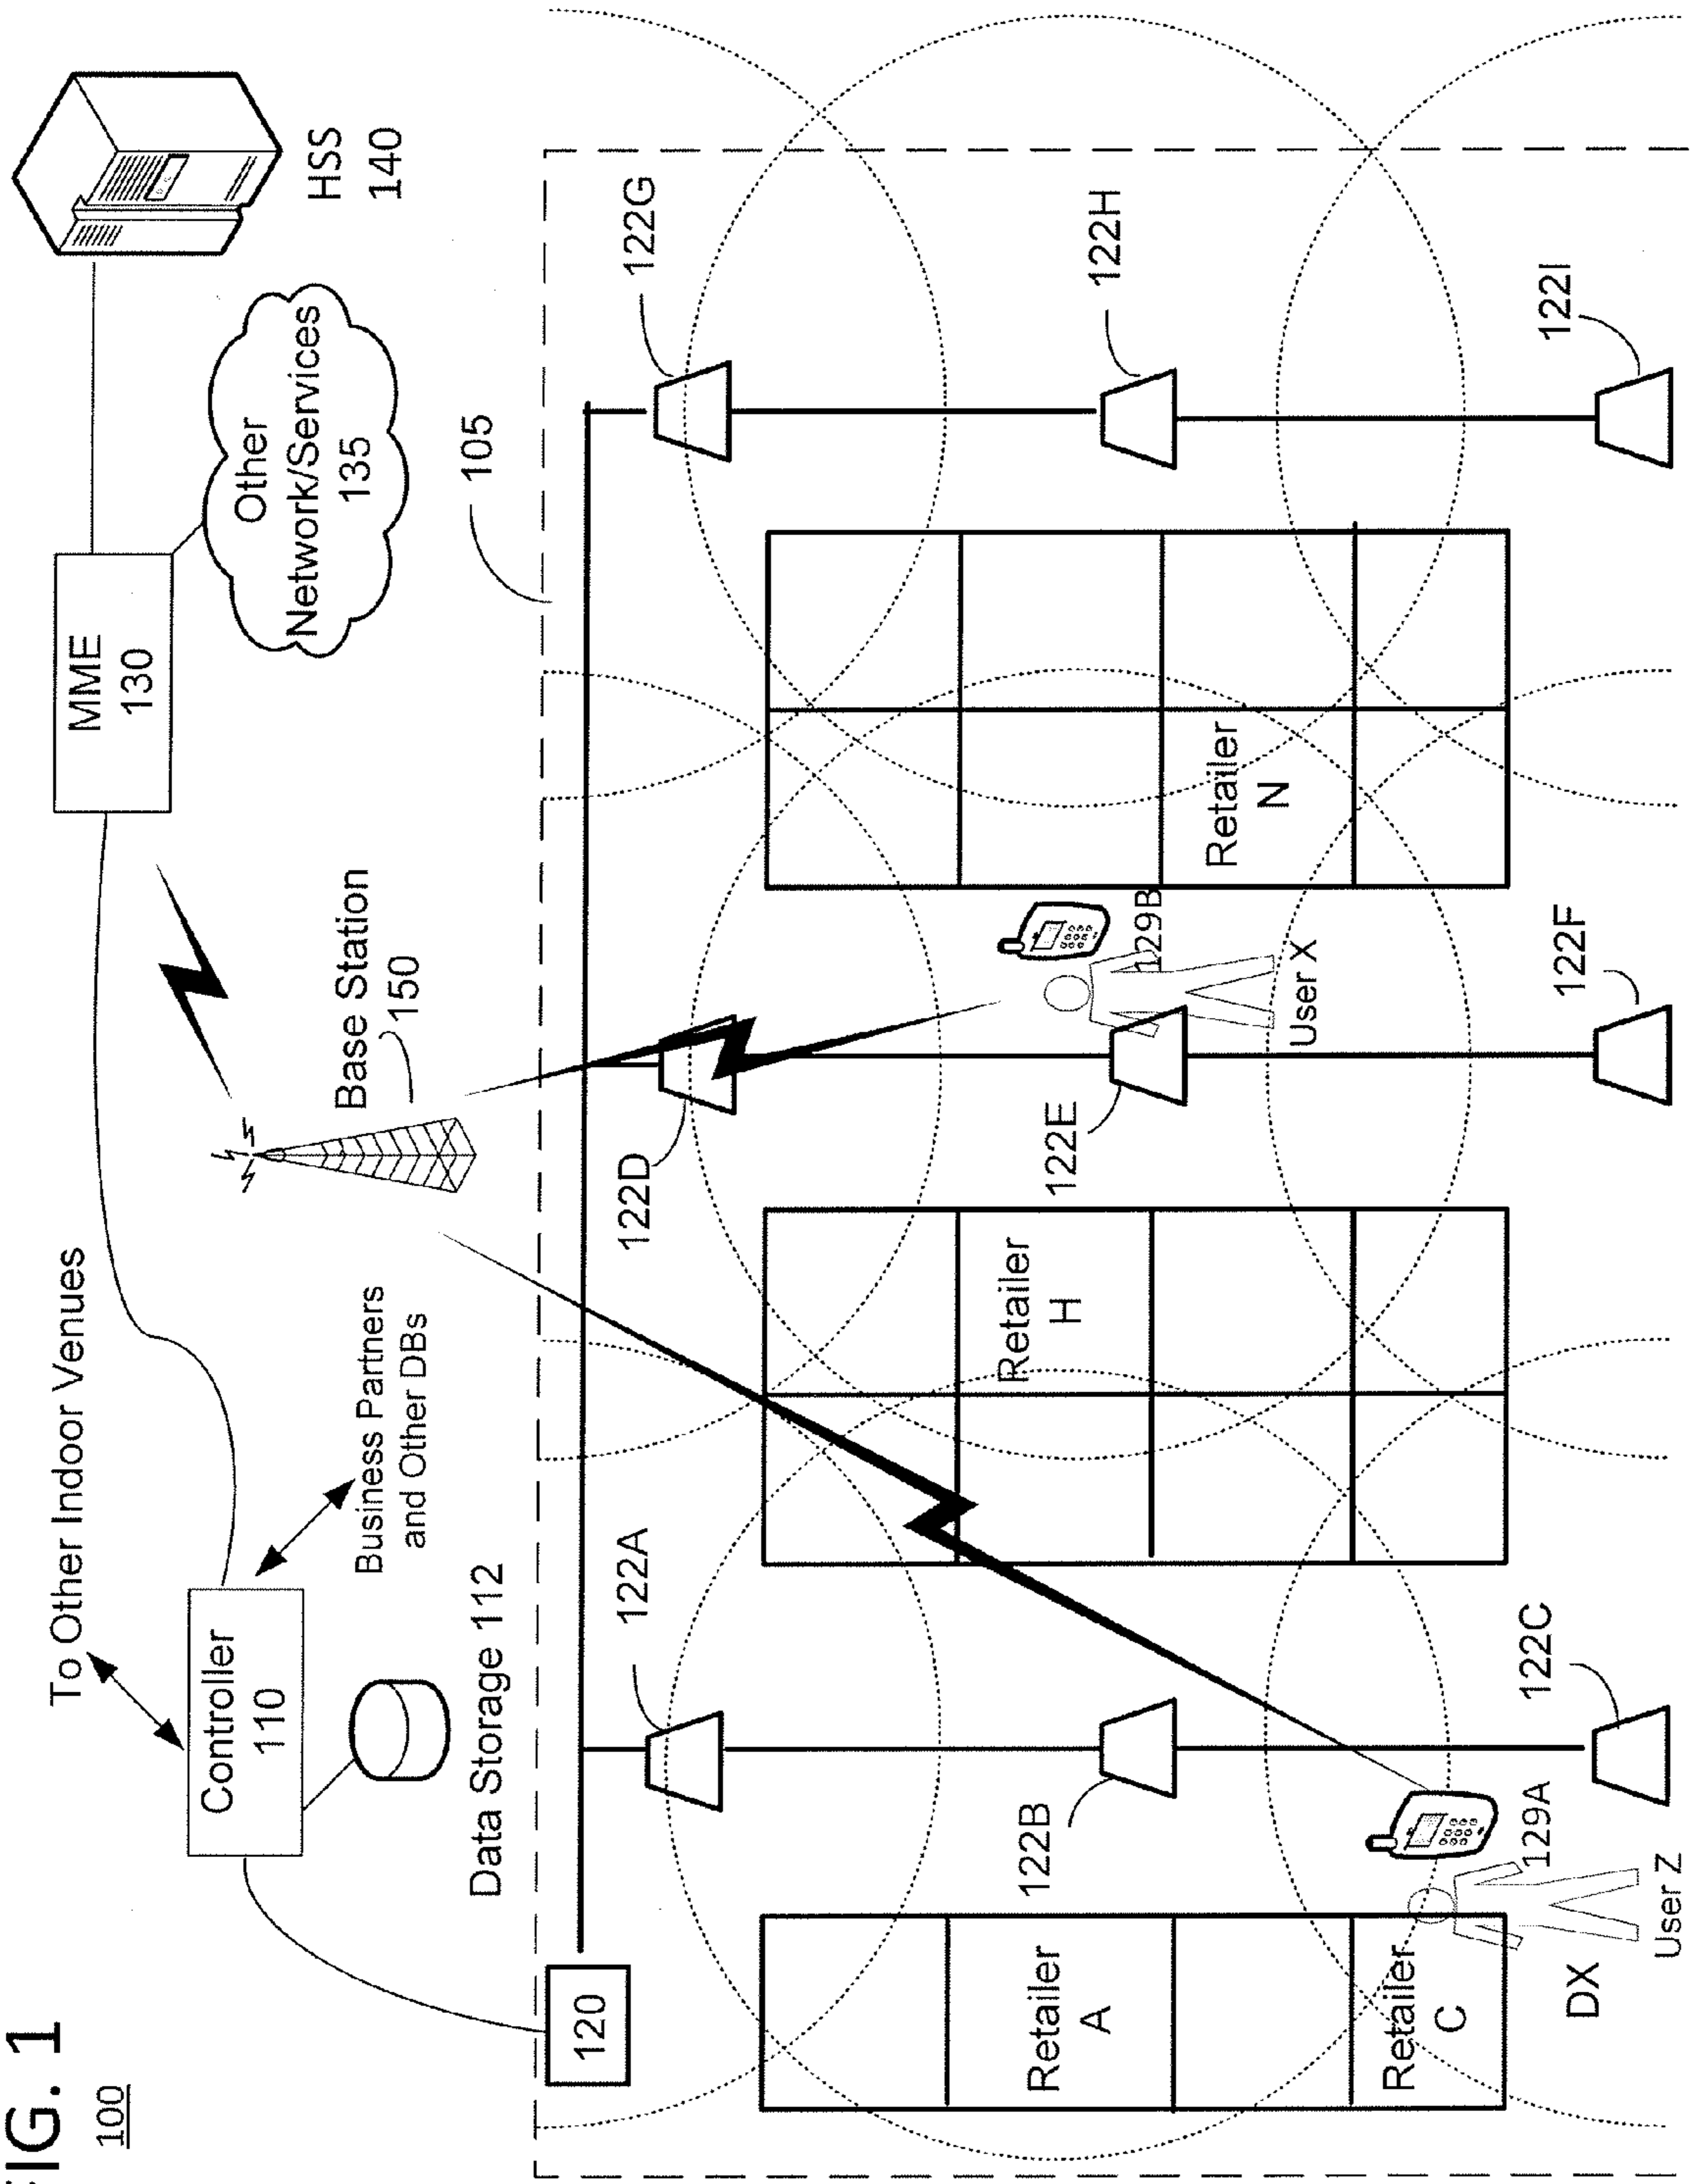 FIG. 1
100
To Other Indoor Venues
Controller
110
Business Partners
and Other DBs
Data Storage 112
MME
130
Other
Network/Services
135
HSS
140
Base Station
150
105
120
122A
122D
122G
Retailer
A
122B
Retailer
H
122E
129B
User X
Retailer
N
122H
Retailer
C
129A
User Z
DX
122C
122F
122I